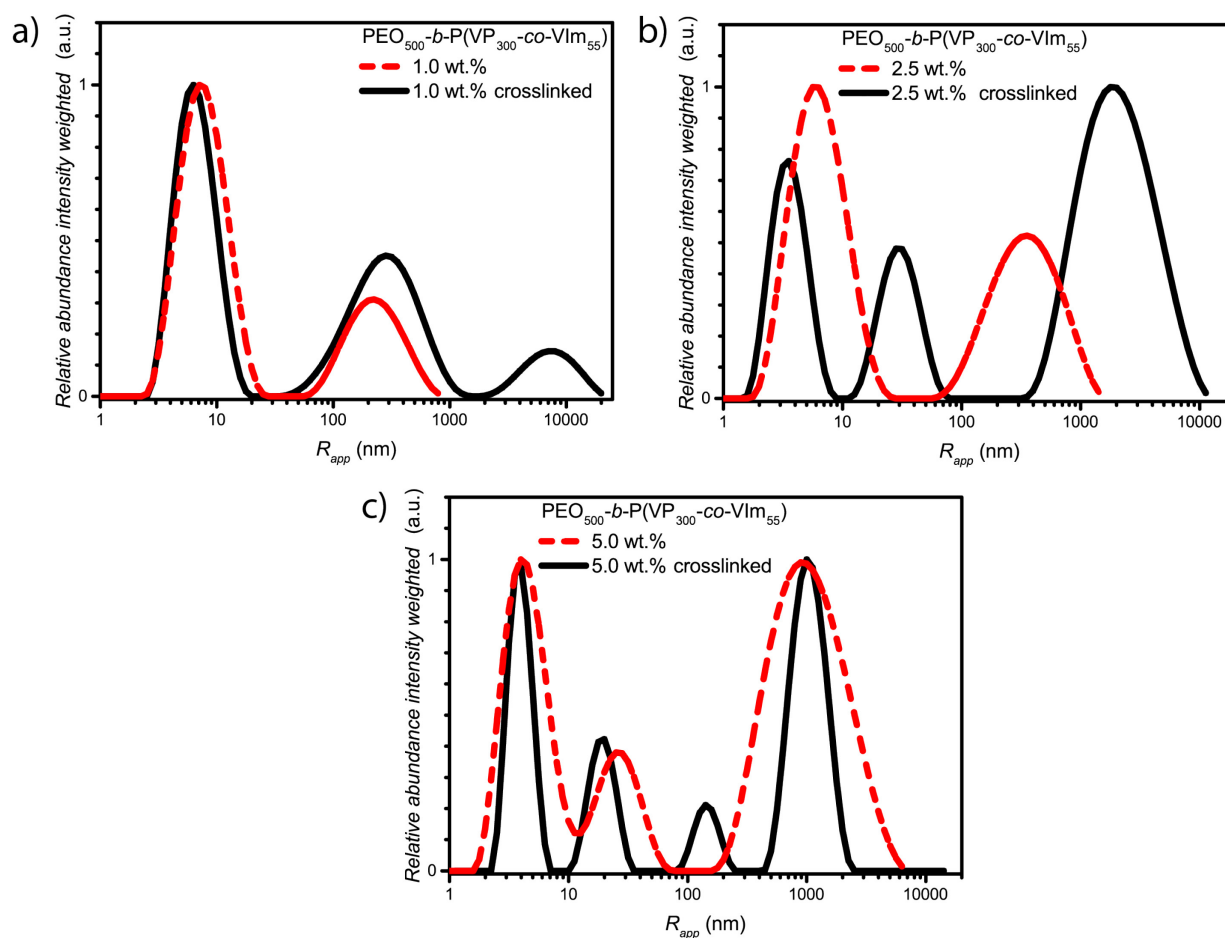 a)
PEO500-b-P(VP300-co-VIm55)
1.0 wt.%
1.0 wt.% crosslinked
Relative abundance intensity weighted (a.u.)
1
0
1 10 100 1000 10000
Rapp (nm)
b)
PEO500-b-P(VP300-co-VIm55)
2.5 wt.%
2.5 wt.% crosslinked
Relative abundance intensity weighted (a.u.)
1
0
1 10 100 1000 10000
Rapp (nm)
c)
PEO500-b-P(VP300-co-VIm55)
5.0 wt.%
5.0 wt.% crosslinked
Relative abundance intensity weighted (a.u.)
1
0
1 10 100 1000 10000
Rapp (nm)